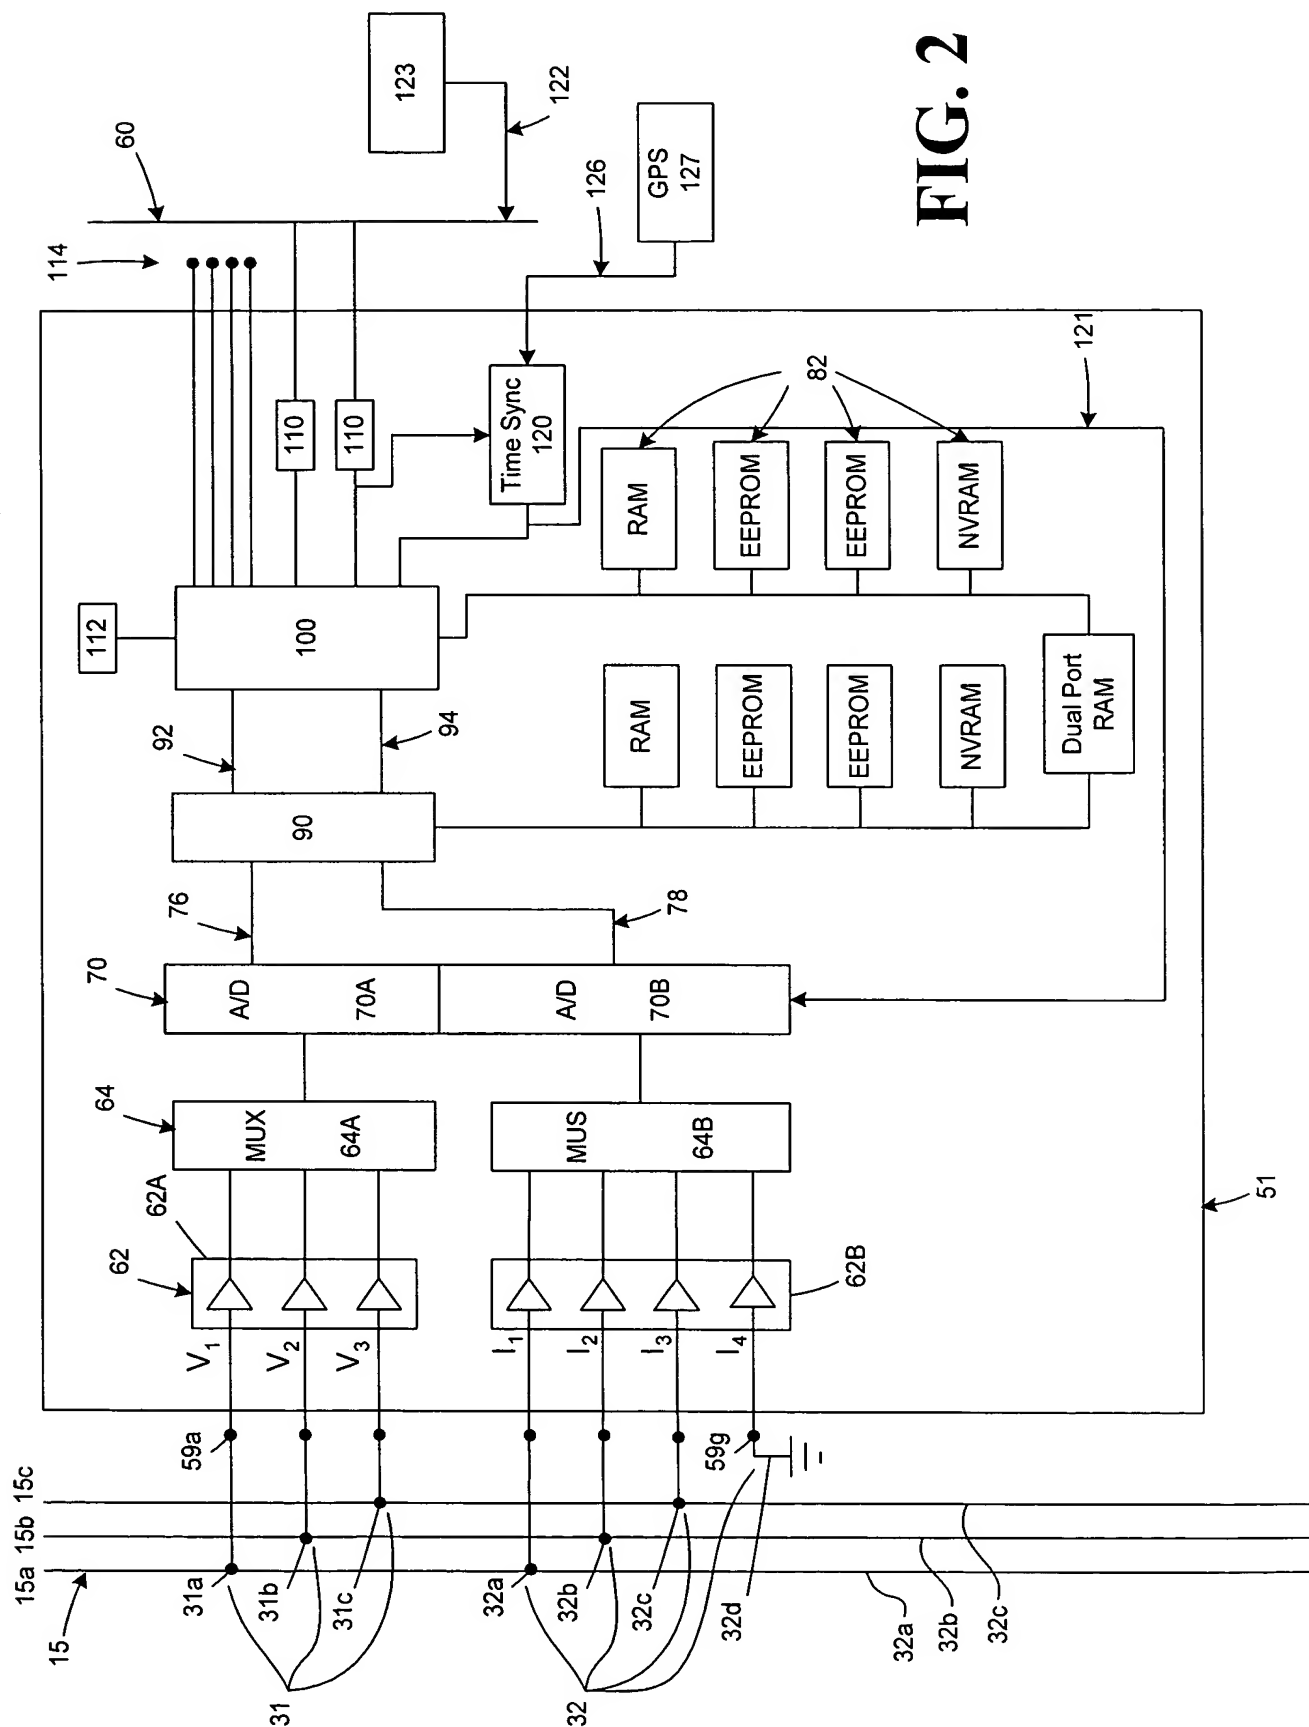 15
15a
15b
15c
31
31a
31b
31c
32
32a
32b
32c
32d
32a
32b
32c
59a
59g
51
V1
V2
V3
I1
I2
I3
I4
62
62A
62B
64
MUX
64A
MUS
64B
70
A/D
70A
A/D
70B
76
78
90
92
94
100
112
110
110
114
60
123
122
126
GPS
127
Time Sync
120
121
82
RAM
EEPROM
EEPROM
NVRAM
RAM
EEPROM
EEPROM
NVRAM
Dual Port
RAM
FIG. 2